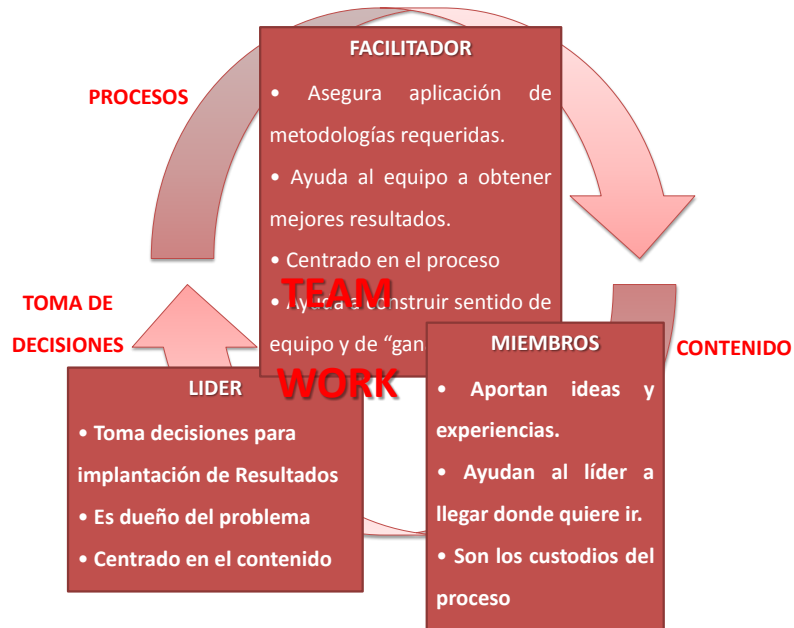 FACILITADOR
• Asegura aplicación de
metodologías requeridas.
• Ayuda al equipo a obtener
mejores resultados.
• Centrado en el proceso
• Ayuda a construir sentido de
equipo y de “gan
PROCESOS
TEAM
WORK
TOMA DE
DECISIONES
CONTENIDO
LIDER
• Toma decisiones para
implantación de Resultados
• Es dueño del problema
• Centrado en el contenido
MIEMBROS
• Aportan ideas y
experiencias.
• Ayudan al líder a
llegar donde quiere ir.
• Son los custodios del
proceso